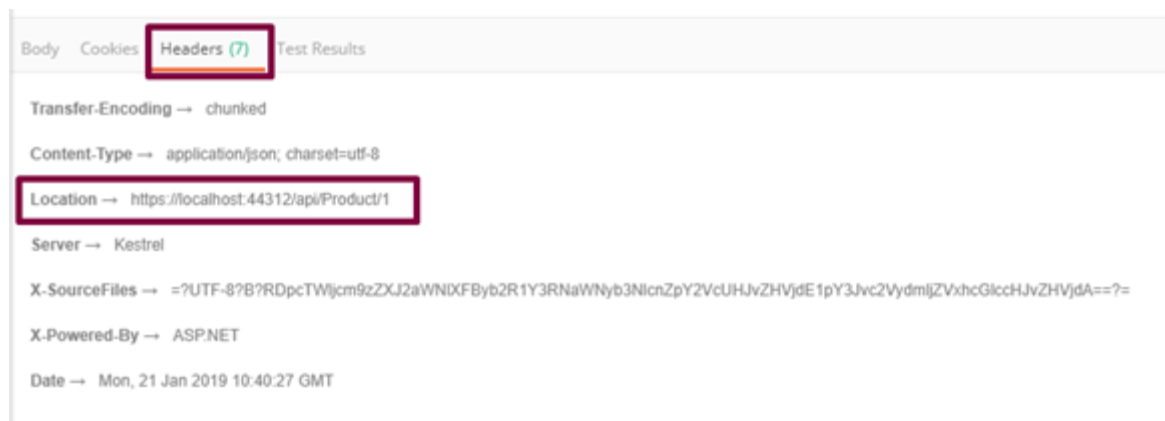 Body Cookies Headers (7) Test Results
Transfer-Encoding → chunked
Content-Type → application/json; charset=utf-8
Location → https://localhost:44312/api/Product/1
Server → Kestrel
X-SourceFiles →
X-Powered-By → ASP.NET
Date → Mon, 21 Jan 2019 10:40:27 GMT